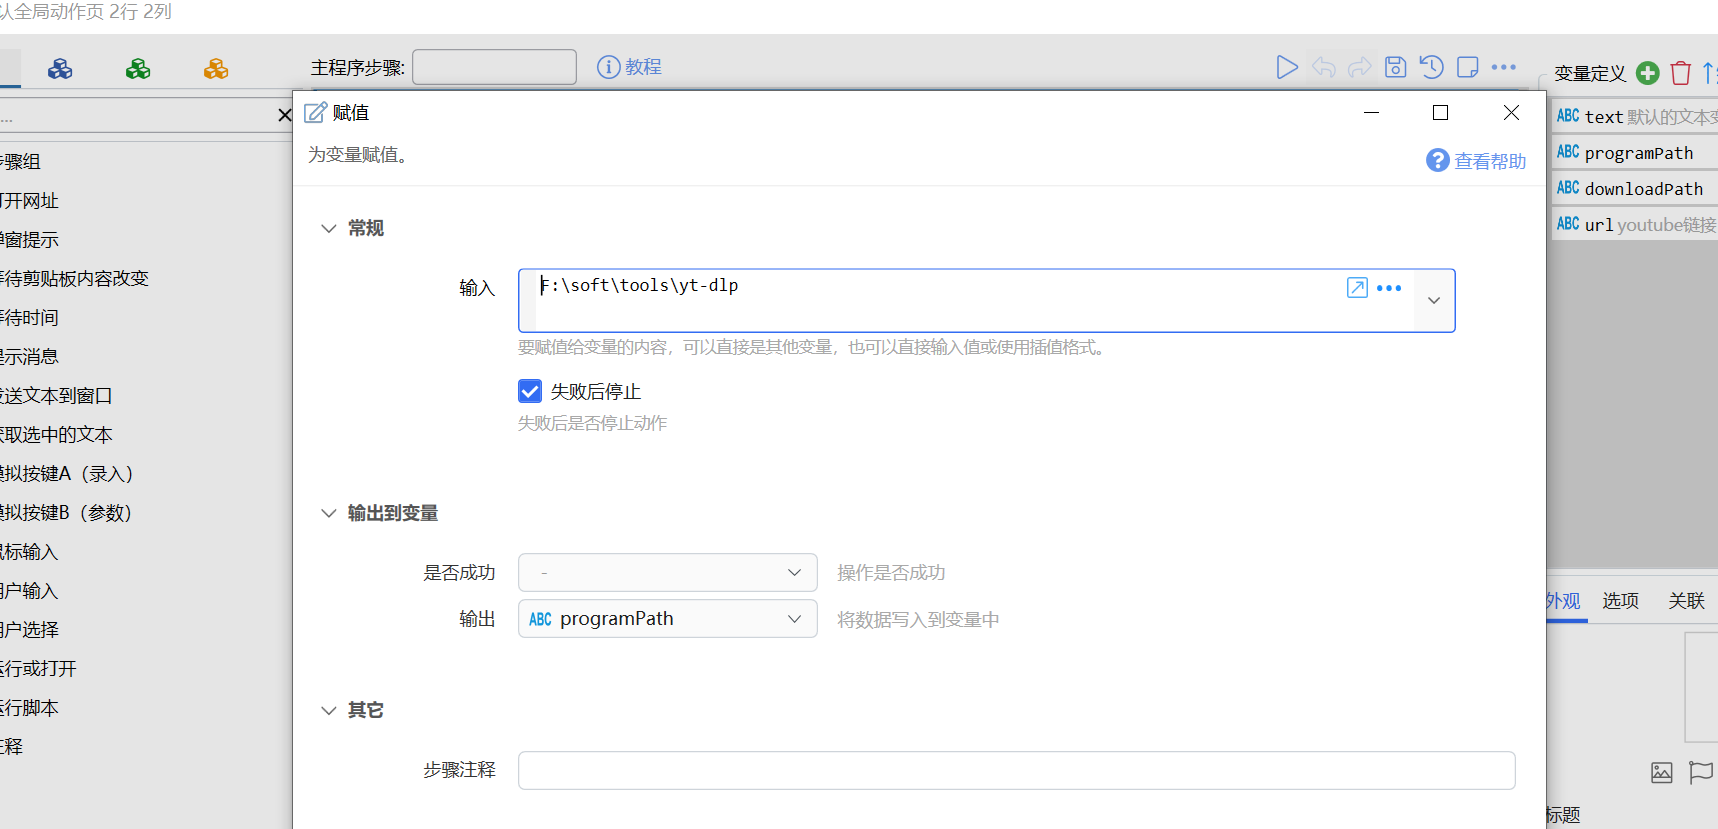 认全局动作页 2行 2列
主程序步骤:
教程
变量定义
...
步骤组
打开网址
弹窗提示
等待剪贴板内容改变
等待时间
提示消息
发送文本到窗口
获取选中的文本
模拟按键A（录入）
模拟按键B（参数）
鼠标输入
用户输入
用户选择
运行或打开
运行脚本
注释
赋值
为变量赋值。
查看帮助
常规
输入
F:\soft\tools\yt-dlp
要赋值给变量的内容，可以直接是其他变量，也可以直接输入值或使用插值格式。
失败后停止
失败后是否停止动作
输出到变量
是否成功
-
操作是否成功
输出
ABC programPath
将数据写入到变量中
其它
步骤注释
ABC text 默认的文本变
ABC programPath
ABC downloadPath
ABC url youtube链接
外观
选项
关联
标题